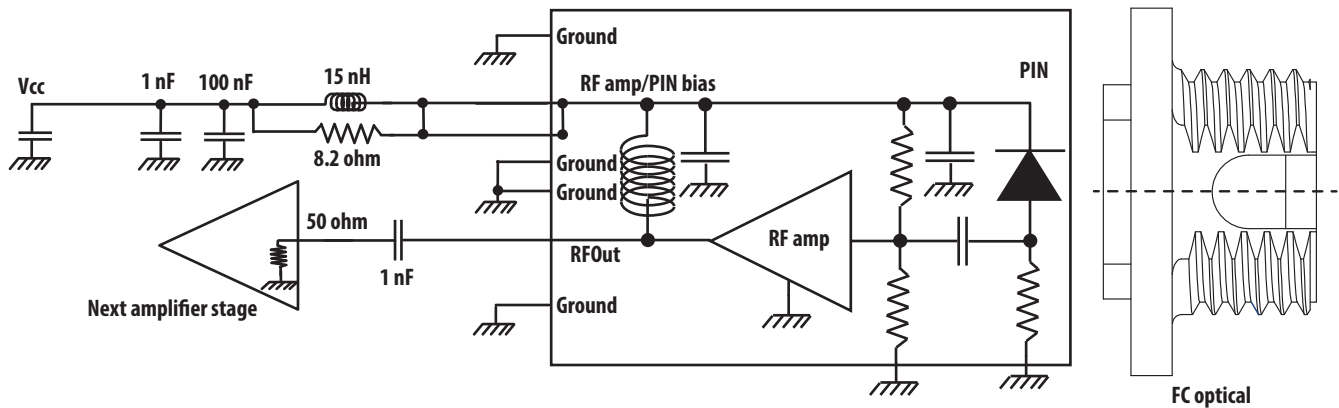 Ground
Vcc
1 nF
100 nF
15 nH
RF amp/PIN bias
PIN
8.2 ohm
Ground
Ground
50 ohm
RF amp
RFOut
1 nF
Next amplifier stage
Ground
FC optical